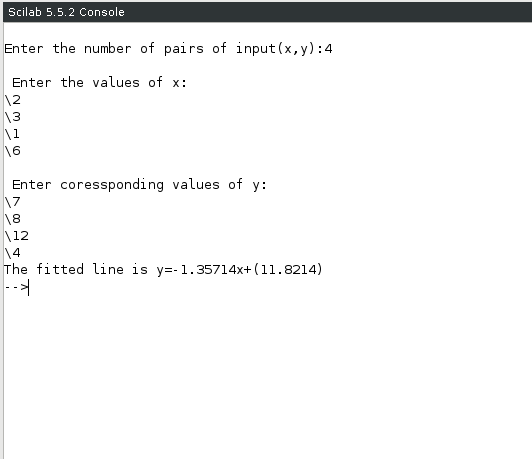 Scilab 5.5.2 Console
Enter the number of pairs of input(x,y):4
Enter the values of x:
\2
\3
\1
\6
Enter coressponding values of y:
\7
\8
\12
\4
The fitted line is y=-1.35714x+(11.8214)
-->